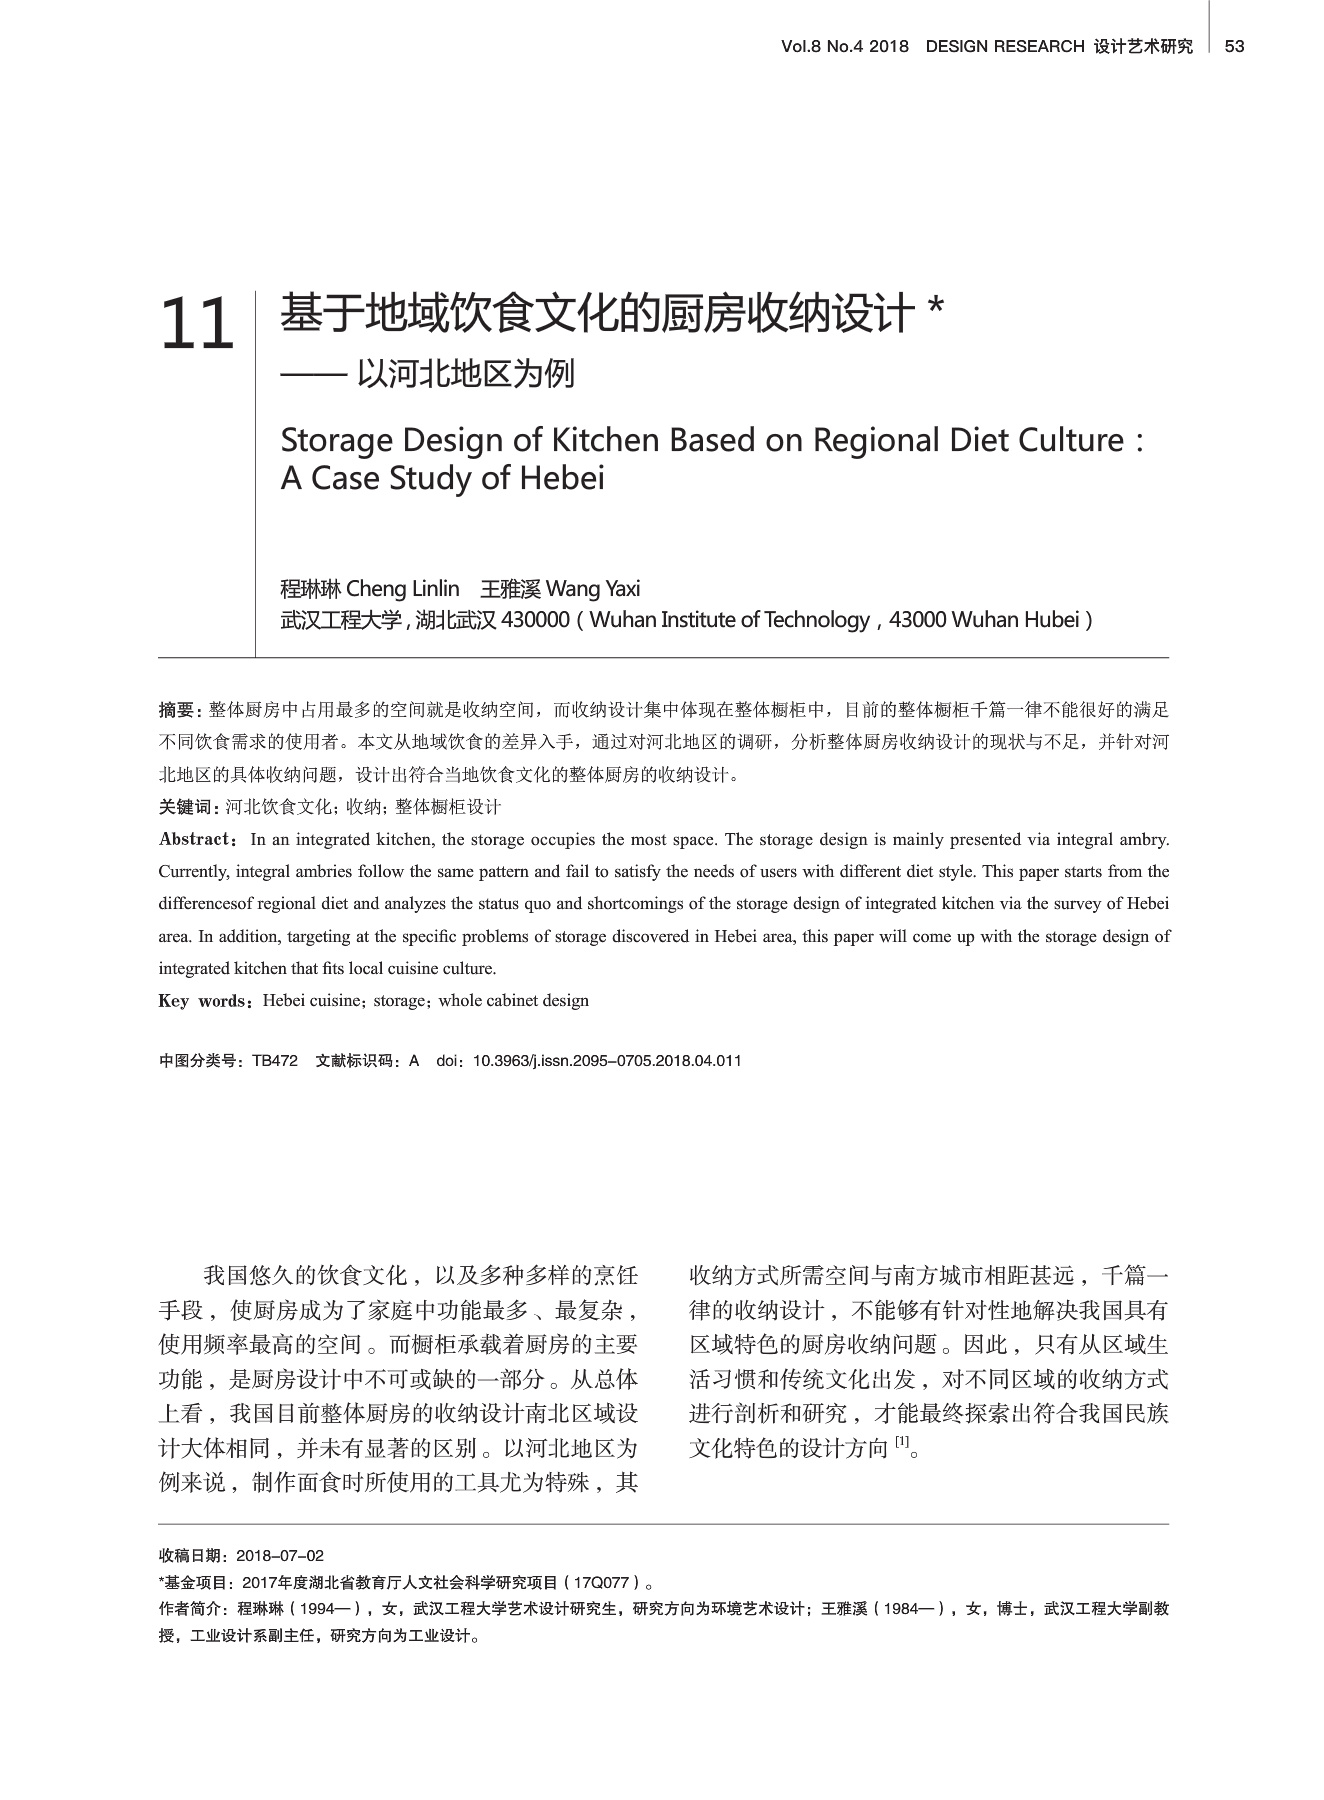 Vol.8 No.4 2018 DESIGN RESEARCH 设计艺术研究 53
11
基于地域饮食文化的厨房收纳设计 *
—— 以河北地区为例
Storage Design of Kitchen Based on Regional Diet Culture：
A Case Study of Hebei
程琳琳 Cheng Linlin 王雅溪 Wang Yaxi
武汉工程大学，湖北武汉 430000（Wuhan Institute of Technology，43000 Wuhan Hubei）
摘要：整体厨房中占用最多的空间就是收纳空间，而收纳设计集中体现在整体橱柜中，目前的整体橱柜千篇一律不能很好的满足
不同饮食需求的使用者。本文从地域饮食的差异入手，通过对河北地区的调研，分析整体厨房收纳设计的现状与不足，并针对河
北地区的具体收纳问题，设计出符合当地饮食文化的整体厨房的收纳设计。
关键词：河北饮食文化；收纳；整体橱柜设计
Abstract： In an integrated kitchen, the storage occupies the most space. The storage design is mainly presented via integral ambry.
Currently, integral ambries follow the same pattern and fail to satisfy the needs of users with different diet style. This paper starts from the
differencesof regional diet and analyzes the status quo and shortcomings of the storage design of integrated kitchen via the survey of Hebei
area. In addition, targeting at the specific problems of storage discovered in Hebei area, this paper will come up with the storage design of
integrated kitchen that fits local cuisine culture.
Key words：Hebei cuisine；storage；whole cabinet design
中图分类号：TB472 文献标识码：A doi：10.3963/j.issn.2095-0705.2018.04.011
我国悠久的饮食文化，以及多种多样的烹饪
手段，使厨房成为了家庭中功能最多、最复杂，
使用频率最高的空间。而橱柜承载着厨房的主要
功能，是厨房设计中不可或缺的一部分。从总体
上看，我国目前整体厨房的收纳设计南北区域设
计大体相同，并未有显著的区别。以河北地区为
例来说，制作面食时所使用的工具尤为特殊，其
收纳方式所需空间与南方城市相距甚远，千篇一
律的收纳设计，不能够有针对性地解决我国具有
区域特色的厨房收纳问题。因此，只有从区域生
活习惯和传统文化出发，对不同区域的收纳方式
进行剖析和研究，才能最终探索出符合我国民族
文化特色的设计方向 [1]。
收稿日期：2018-07-02
*基金项目：2017年度湖北省教育厅人文社会科学研究项目（17Q077）。
作者简介：程琳琳（1994—），女，武汉工程大学艺术设计研究生，研究方向为环境艺术设计；王雅溪（1984—），女，博士，武汉工程大学副教
授，工业设计系副主任，研究方向为工业设计。